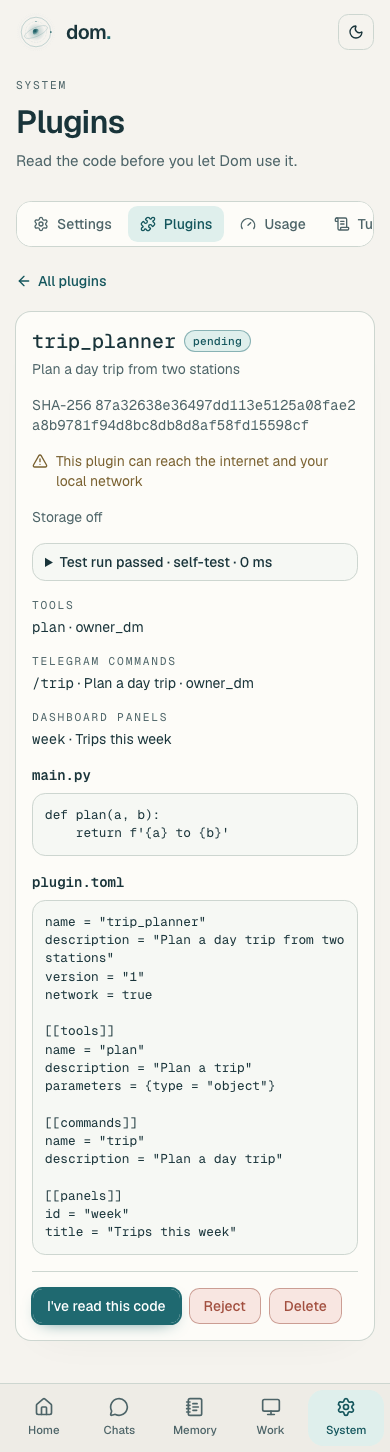 dom.
SYSTEM
Plugins
Read the code before you let Dom use it.
Settings Plugins Usage Tu
← All plugins
trip_planner pending
Plan a day trip from two stations
SHA-256 87a32638e36497dd113e5125a08fae2
a8b9781f94d8bc8db8d8af58fd15598cf
This plugin can reach the internet and your
local network
Storage off
▶ Test run passed · self-test · 0 ms
TOOLS
plan · owner_dm
TELEGRAM COMMANDS
/trip · Plan a day trip · owner_dm
DASHBOARD PANELS
week · Trips this week
main.py
def plan(a, b):
    return f'{a} to {b}'
plugin.toml
name = "trip_planner"
description = "Plan a day trip from two
stations"
version = "1"
network = true

[[tools]]
name = "plan"
description = "Plan a trip"
parameters = {type = "object"}

[[commands]]
name = "trip"
description = "Plan a day trip"

[[panels]]
id = "week"
title = "Trips this week"
I've read this code Reject Delete
Home Chats Memory Work System